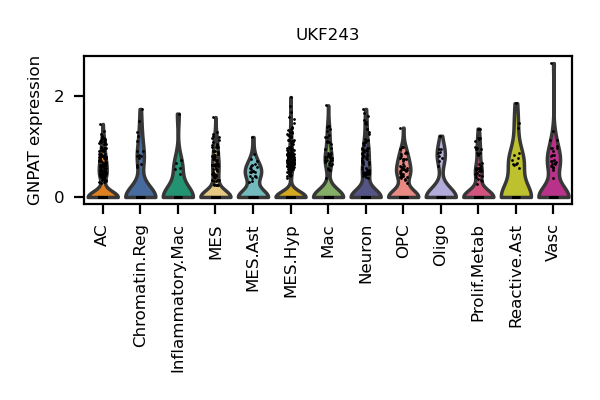 UKF243
GNPAT expression
2
0
AC
Chromatin.Reg
Inflammatory.Mac
MES
MES.Ast
MES.Hyp
Mac
Neuron
OPC
Oligo
Prolif.Metab
Reactive.Ast
Vasc